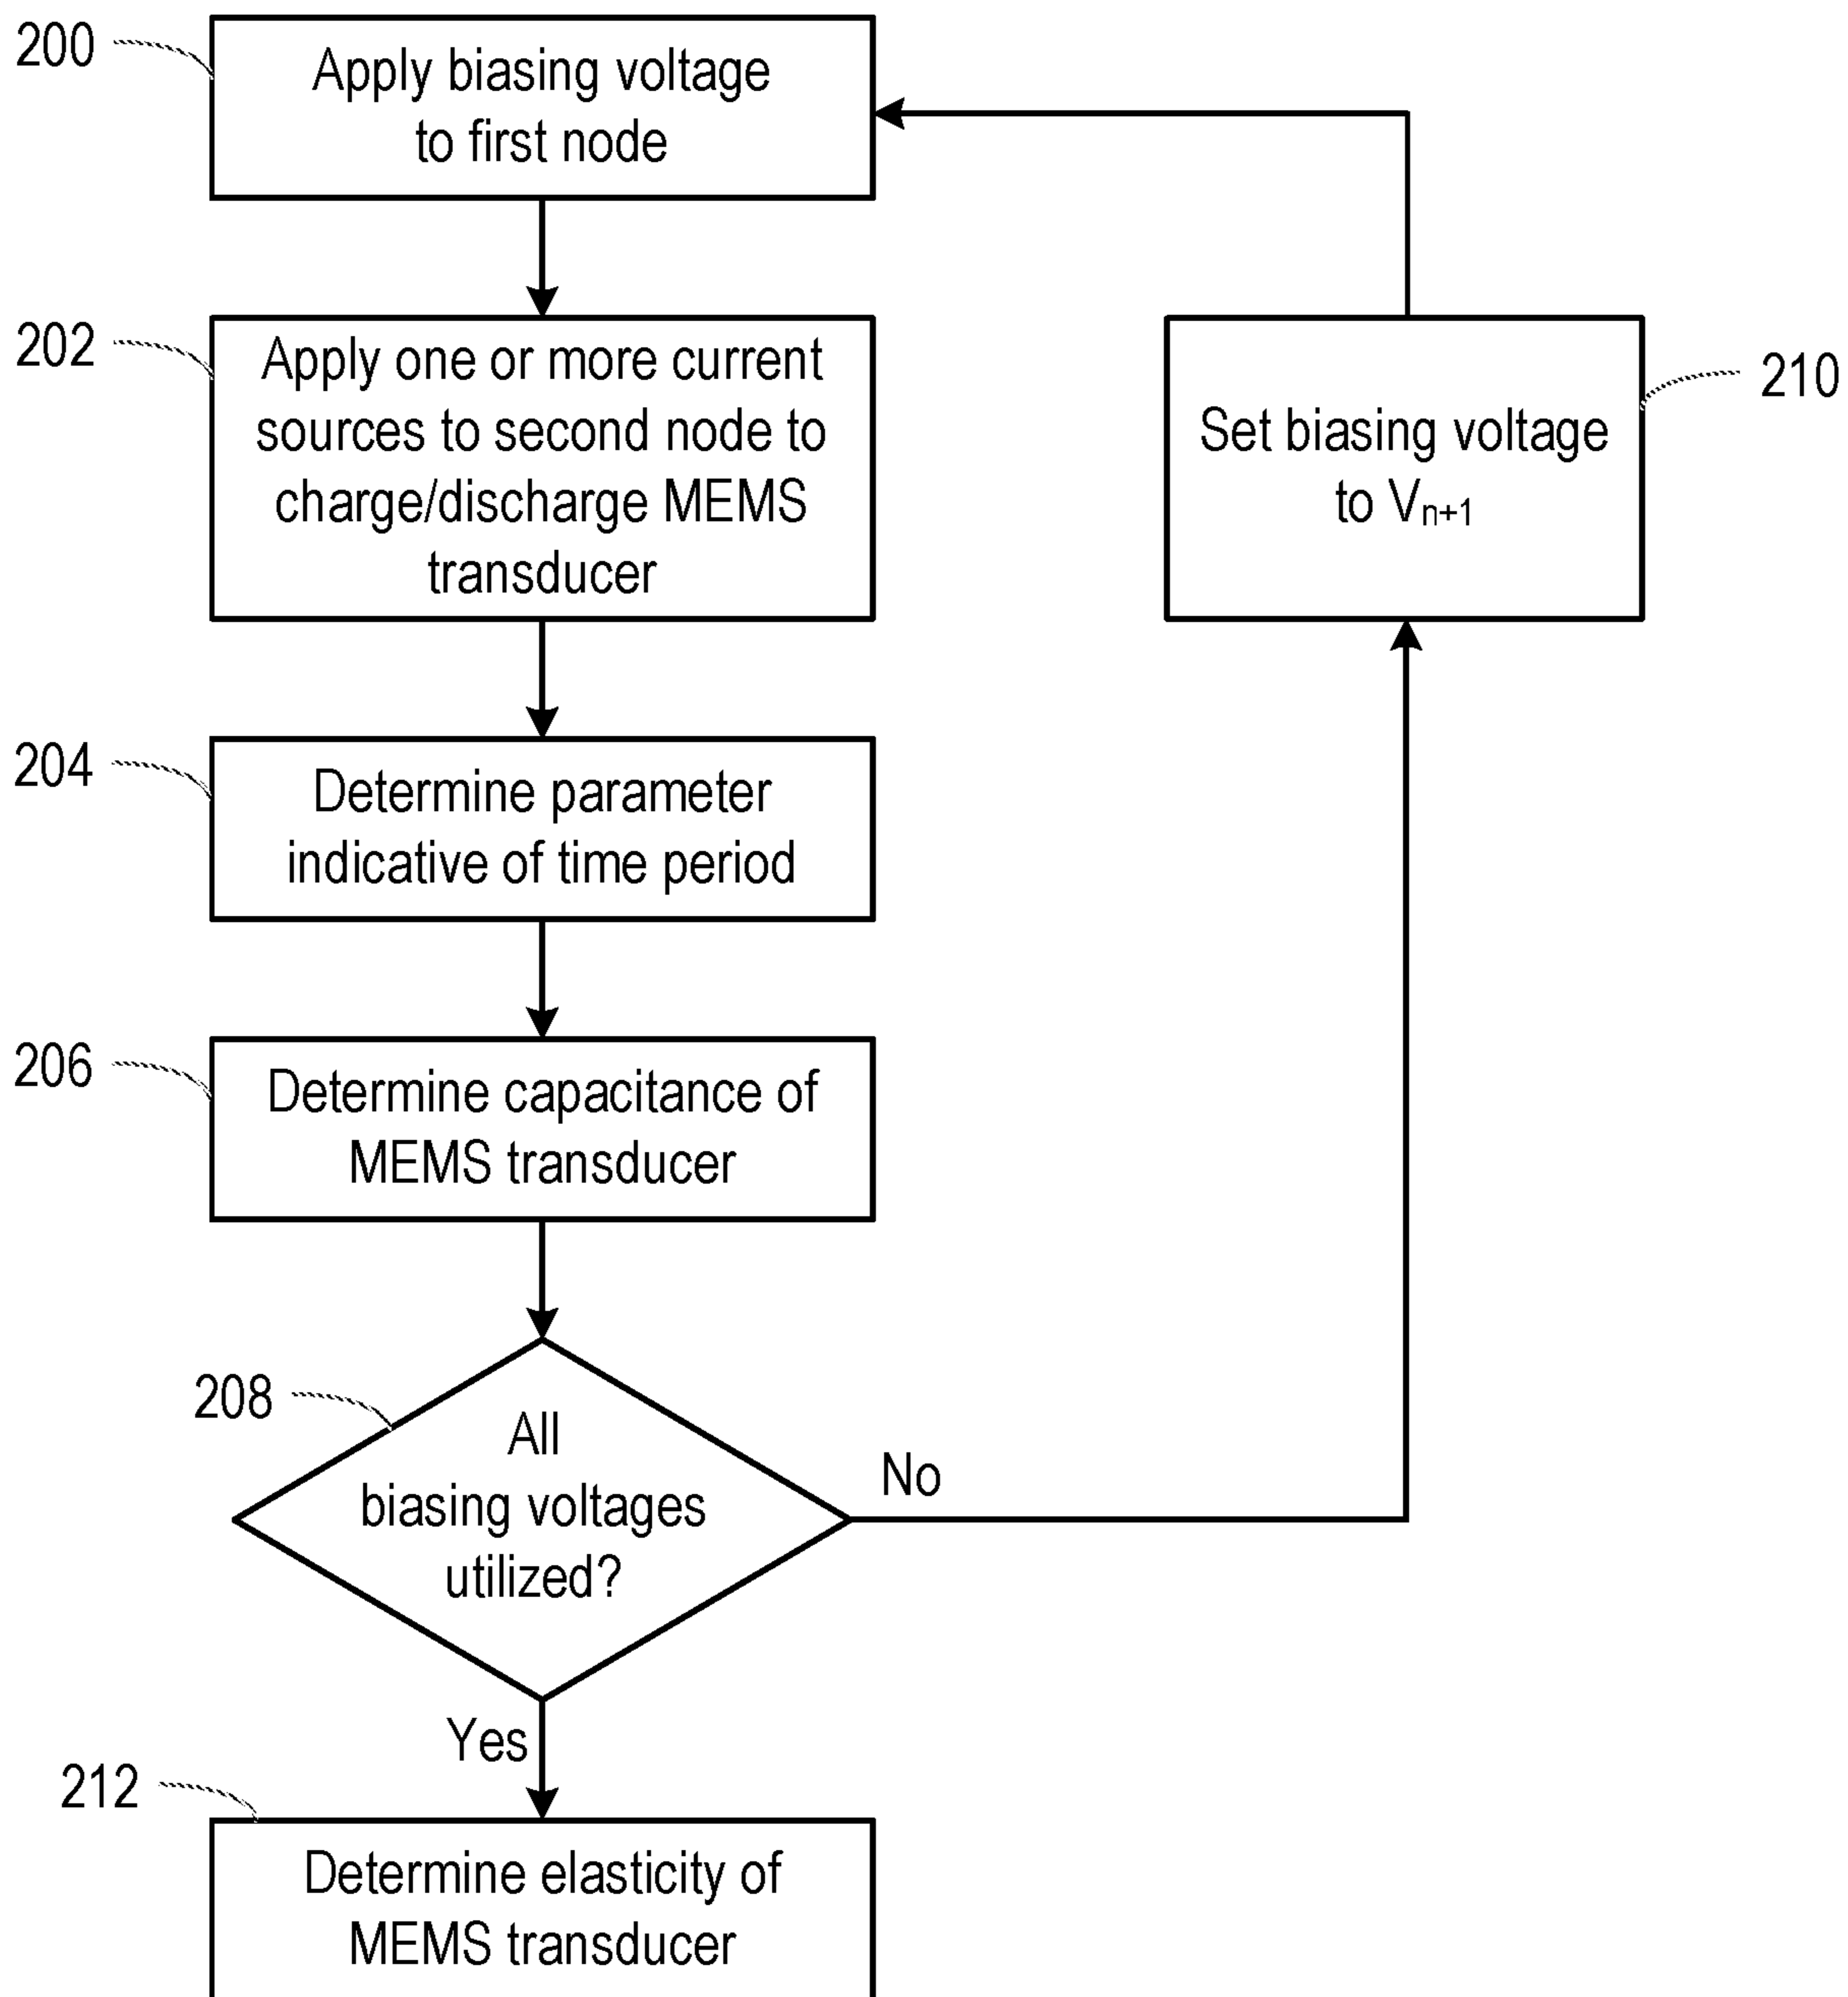 200
Apply biasing voltage
to first node
202
Apply one or more current
sources to second node to
charge/discharge MEMS
transducer
210
Set biasing voltage
to Vn+1
204
Determine parameter
indicative of time period
206
Determine capacitance of
MEMS transducer
208
All
biasing voltages
utilized?
No
Yes
212
Determine elasticity of
MEMS transducer